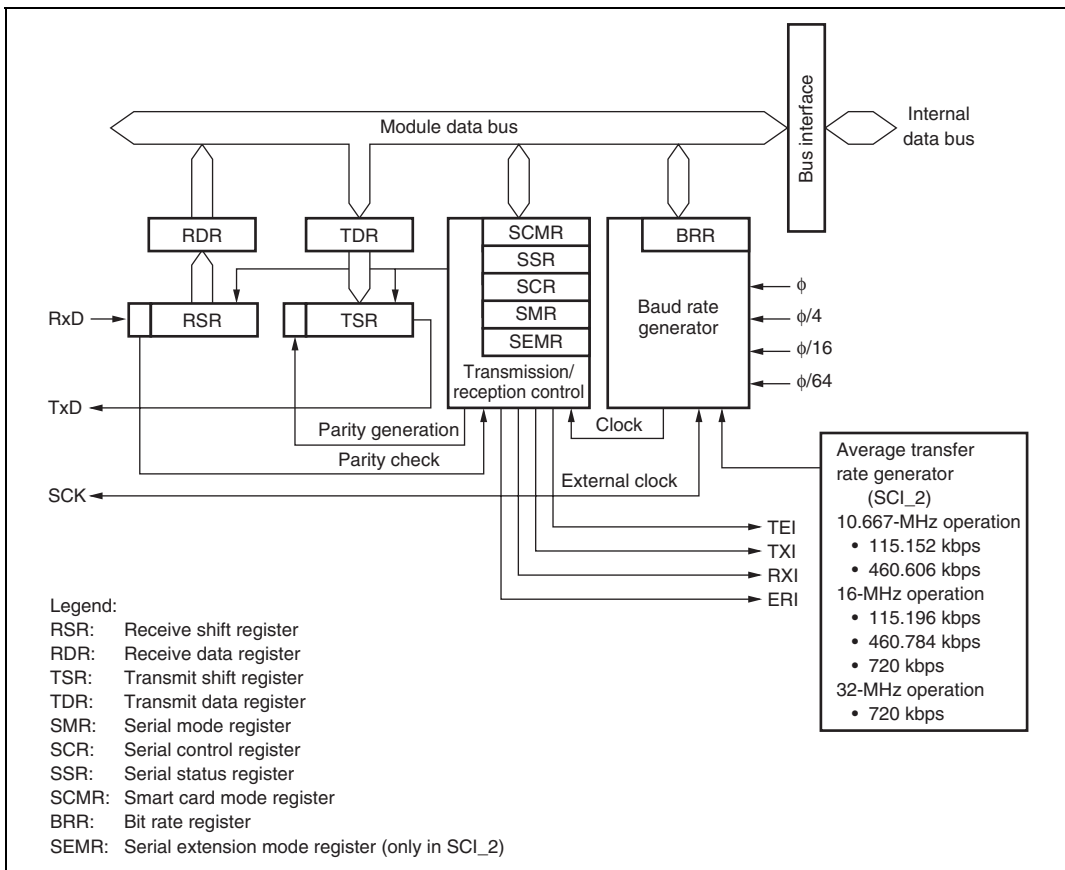 Bus interface
Internal
data bus
Module data bus
RDR
TDR
SCMR
SSR
SCR
SMR
SEMR
Transmission/
reception control
BRR
Baud rate
generator
φ
φ/4
φ/16
φ/64
RxD
RSR
TSR
TxD
Parity generation
Parity check
Clock
External clock
SCK
TEI
TXI
RXI
ERI
Average transfer
rate generator
(SCI_2)
10.667-MHz operation
• 115.152 kbps
• 460.606 kbps
16-MHz operation
• 115.196 kbps
• 460.784 kbps
• 720 kbps
32-MHz operation
• 720 kbps
Legend:
RSR: Receive shift register
RDR: Receive data register
TSR: Transmit shift register
TDR: Transmit data register
SMR: Serial mode register
SCR: Serial control register
SSR: Serial status register
SCMR: Smart card mode register
BRR: Bit rate register
SEMR: Serial extension mode register (only in SCI_2)